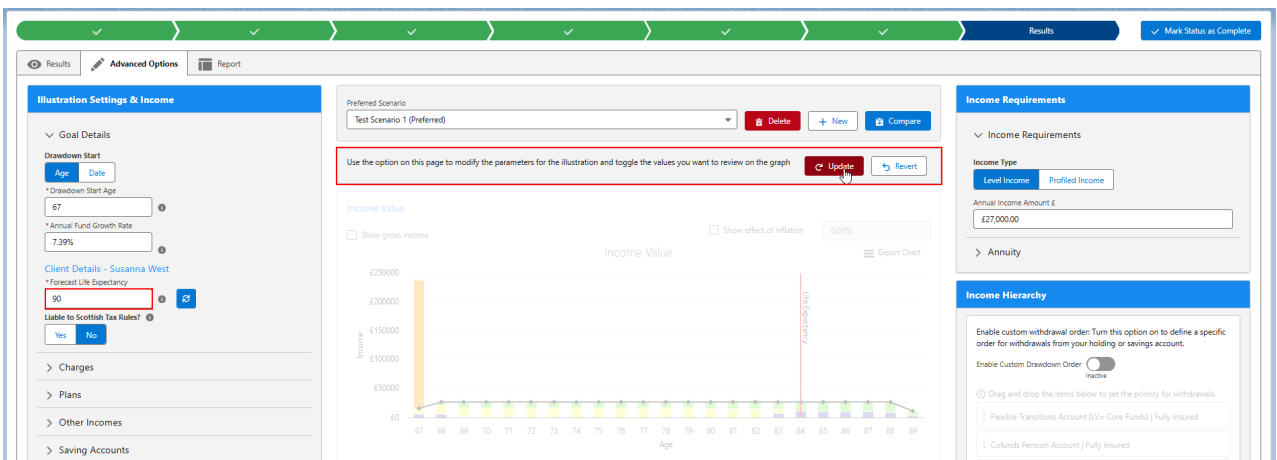 Results
Mark Status as Complete
Results
Advanced Options
Report
Illustration Settings & Income
Goal Details
Drawdown Start
Age
Date
* Drawdown Start Age
67
* Annual Fund Growth Rate
7.39%
Client Details - Susanna West
* Forecast Life Expectancy
90
Liable to Scottish Tax Rules?
Yes
No
Charges
Plans
Other Incomes
Saving Accounts
Preferred Scenario
Test Scenario 1 (Preferred)
Delete
New
Compare
Use the option on this page to modify the parameters for the illustration and toggle the values you want to review on the graph
Update
Revert
Income Value
Show gross income
Show effect of inflation
0.00%
Income Value
Export Chart
£250000
£200000
£150000
£100000
£50000
£0
Income
Life Expectancy
67 68 69 70 71 72 73 74 75 76 77 78 79 80 81 82 83 84 85 86 87 88 89
Age
Income Requirements
Income Requirements
Income Type
Level Income
Profiled Income
Annual Income Amount £
£27,000.00
Annuity
Income Hierarchy
Enable custom withdrawal order: Turn this option on to define a specific
order for withdrawals from your holding or savings account.
Enable Custom Drawdown Order
Inactive
Drag and drop the items below to set the priority for withdrawals.
Flexible Transitions Account (LV= Core Funds) | Fully Insured
Cofunds Pension Account | Fully Insured